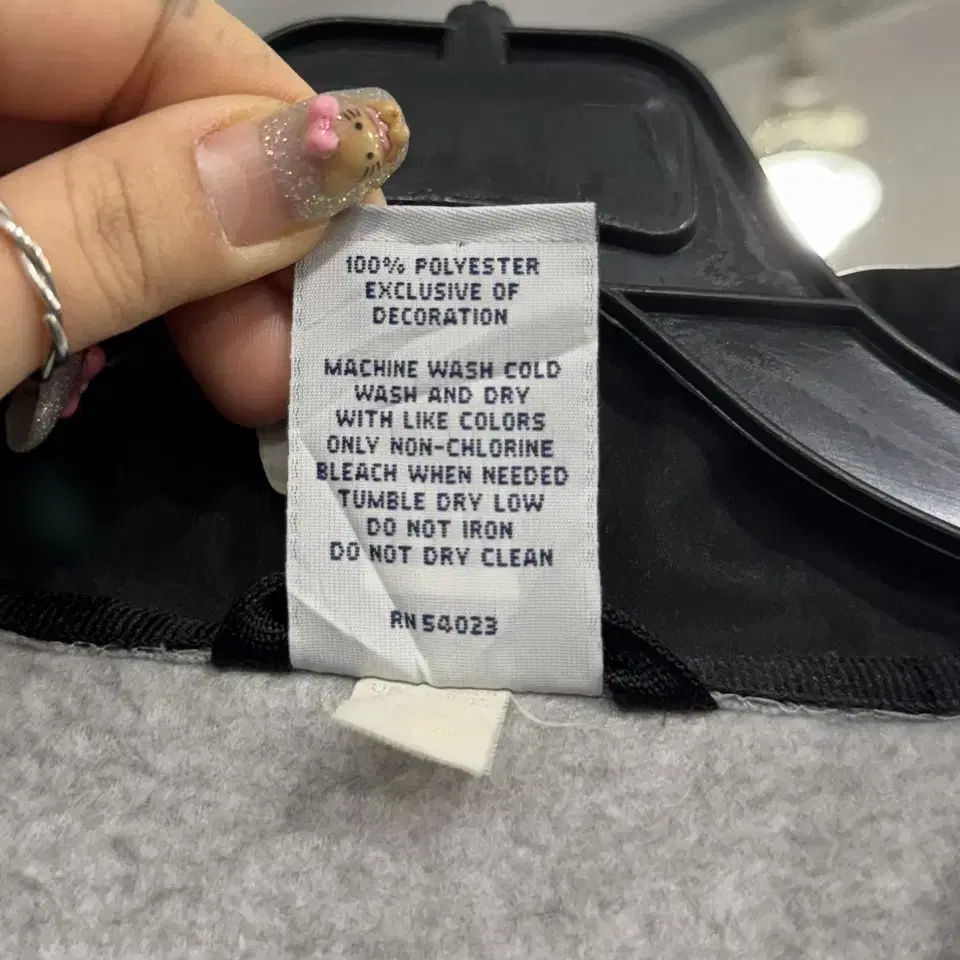 100% POLYESTER
EXCLUSIVE OF
DECORATION
MACHINE WASH COLD
WASH AND DRY
WITH LIKE COLORS
ONLY NON-CHLORINE
BLEACH WHEN NEEDED
TUMBLE DRY LOW
DO NOT IRON
DO NOT DRY CLEAN
RN 54023